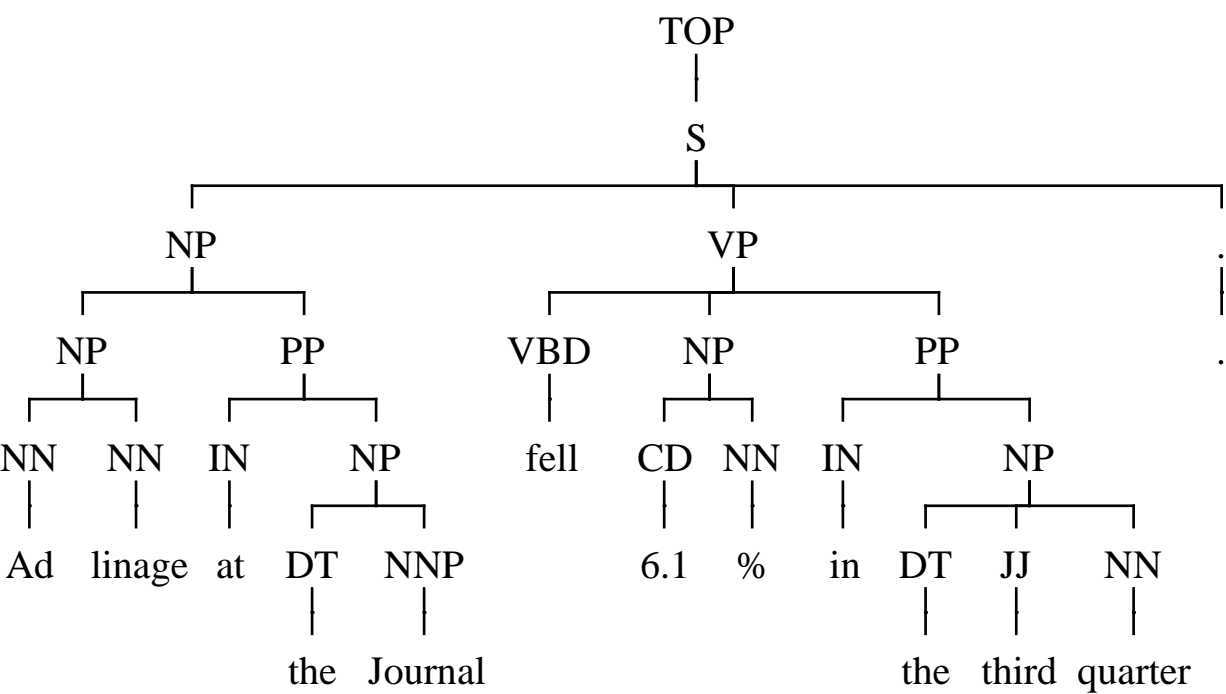 TOP
S
NP VP .
NP PP VBD NP PP .
NN NN IN NP fell CD NN IN NP
Ad linage at DT NNP 6.1 % in DT JJ NN
the Journal the third quarter